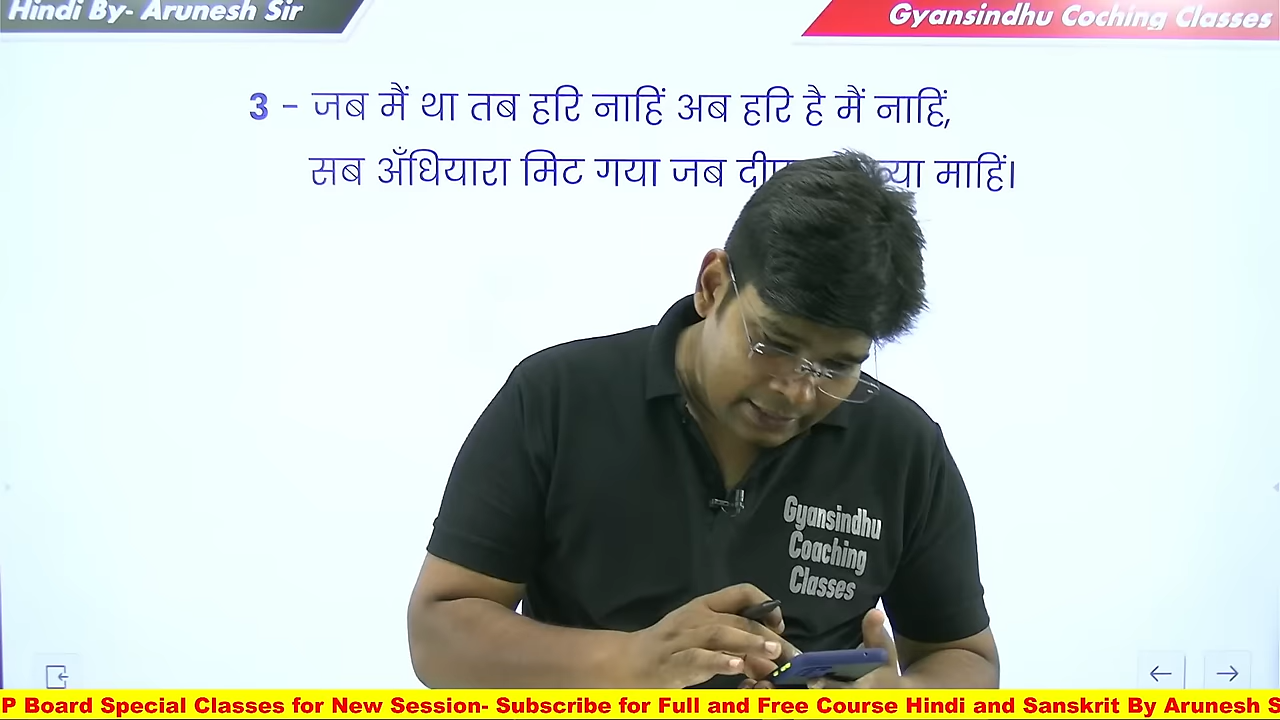 Hindi By- Arunesh Sir
Gyansindhu Coching Classes
3 - जब मैं था तब हरि नाहिं अब हरि है मैं नाहिं,
सब अँधियारा मिट गया जब माहिं।
Gyansindhu
Coaching
Classes
P Board Special Classes for New Session- Subscribe for Full and Free Course Hindi and Sanskrit By Arunesh S